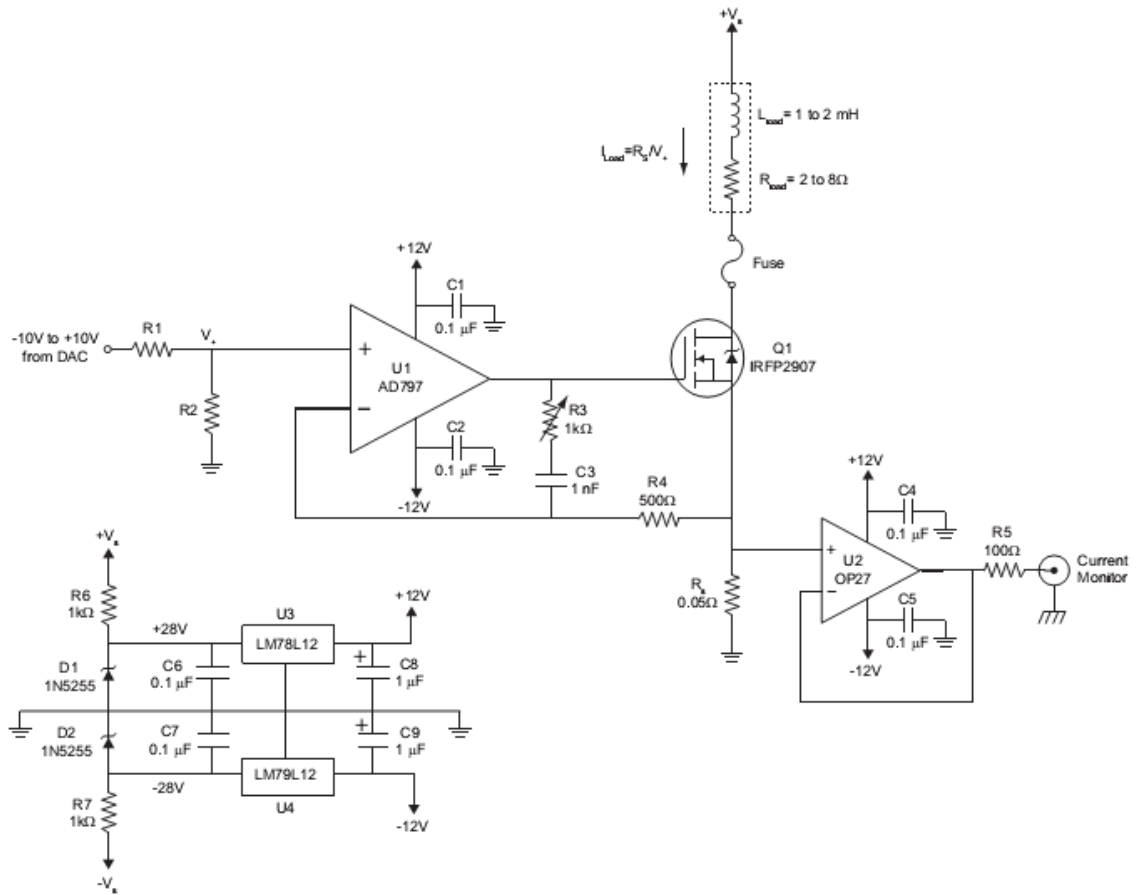 +Vs
Lload= 1 to 2 mH
ILoad=RS/V+
Rload= 2 to 8Ω
Fuse
+12V
C1
0.1 μF
-10V to +10V
from DAC
R1
V+
+
U1
AD797
−
Q1
IRFP2907
R2
R3
1kΩ
C2
0.1 μF
C3
1 nF
-12V
R4
500Ω
+12V
C4
0.1 μF
+
U2
OP27
−
R5
100Ω
Current
Monitor
Rs
0.05Ω
C5
0.1 μF
-12V
+Vs
R6
1kΩ
+28V
U3
LM78L12
+12V
D1
1N5255
C6
0.1 μF
+
C8
1 μF
D2
1N5255
C7
0.1 μF
+
C9
1 μF
-28V
LM79L12
U4
-12V
R7
1kΩ
-Vs